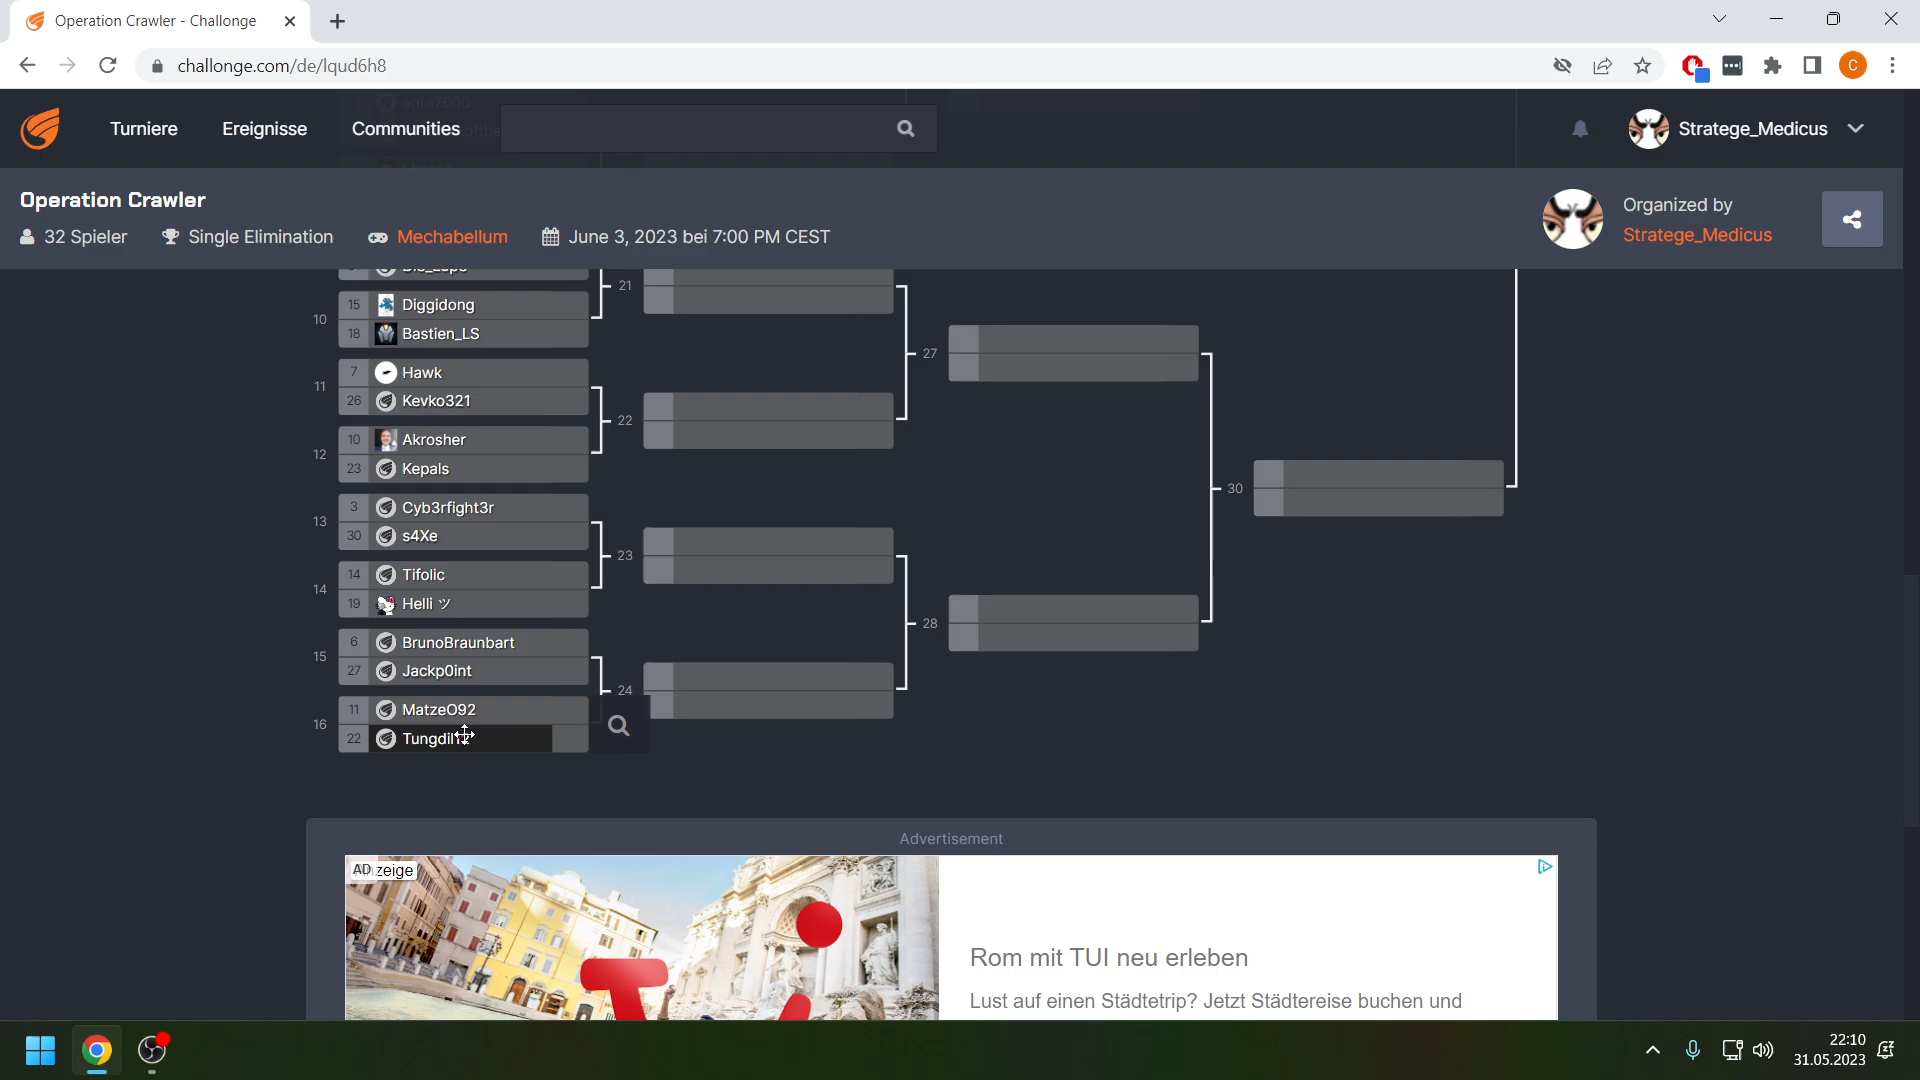 Operation Crawler - Challonge
challonge.com/de/lqud6h8
C
Turniere
Ereignisse
Communities
Stratege_Medicus
ente7600
Operation Crawler
32 Spieler
Single Elimination
Mechabellum
June 3, 2023 bei 7:00 PM CEST
Organized by
Stratege_Medicus
21
10
15 Diggidong
18 Bastien_LS
27
11
7 Hawk
26 Kevko321
22
12
10 Akrosher
23 Kepals
13
3 Cyb3rfight3r
30 s4Xe
30
23
14
14 Tifolic
19 Helli ツ
28
15
6 BrunoBraunbart
27 Jackp0int
24
16
11 MatzeO92
22
Advertisement
Anzeige
Rom mit TUI neu erleben
Lust auf einen Städtetrip? Jetzt Städtereise buchen und
22:10
31.05.2023